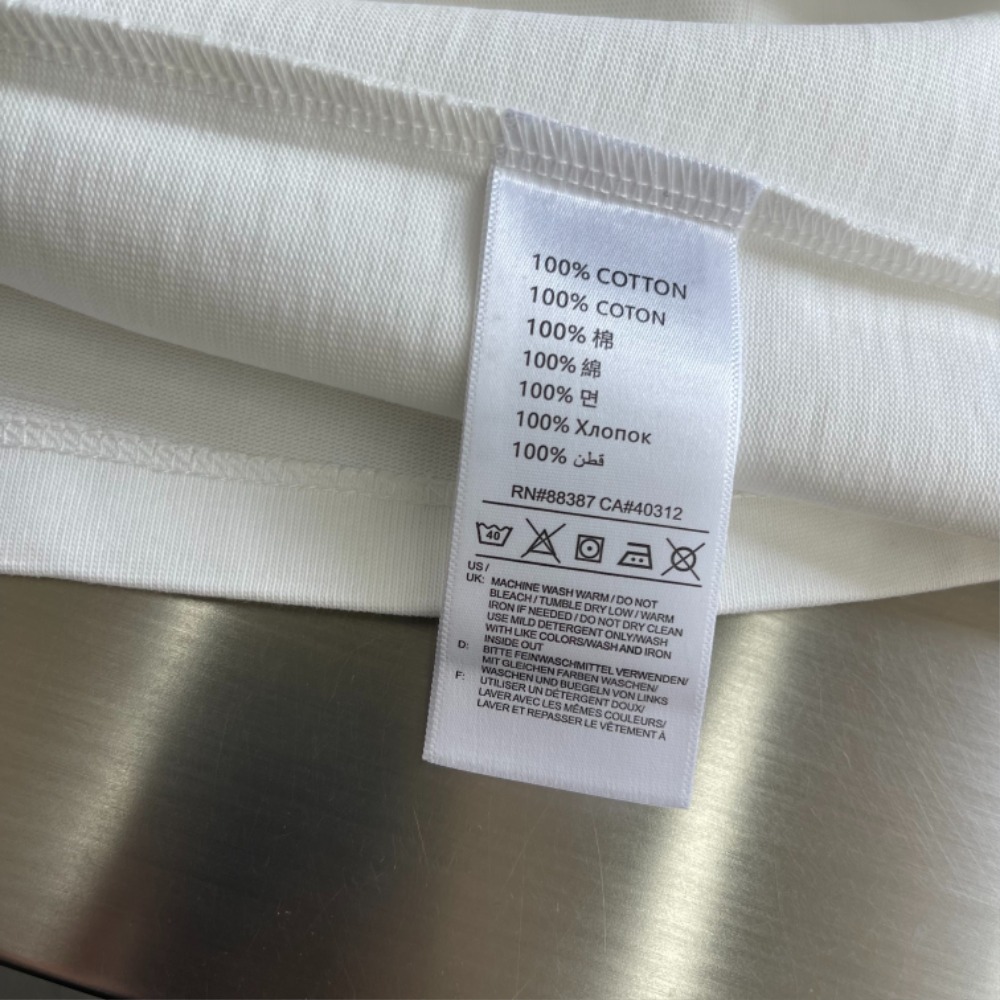 100% COTTON
100% COTON
100% 棉
100% 綿
100% 면
100% Хлопок
100% قطن
RN#88387 CA#40312
40
US /
UK: MACHINE WASH WARM / DO NOT
BLEACH / TUMBLE DRY LOW / WARM
IRON IF NEEDED / DO NOT DRY CLEAN
USE MILD DETERGENT ONLY/WASH
WITH LIKE COLORS/WASH AND IRON
INSIDE OUT
D: BITTE FEINWASCHMITTEL VERWENDEN/
MIT GLEICHEN FARBEN WASCHEN/
WASCHEN UND BUEGELN VON LINKS
F: UTILISER UN DÉTERGENT DOUX/
LAVER AVEC LES MÊMES COULEURS/
LAVER ET REPASSER LE VÊTEMENT À